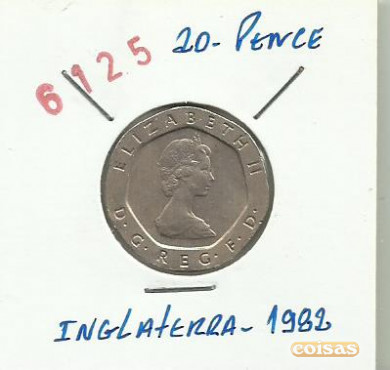 6125
20- PENCE
ELIZABETH II
D·G·REG·F·D·
INGLATERRA- 1982
coisas